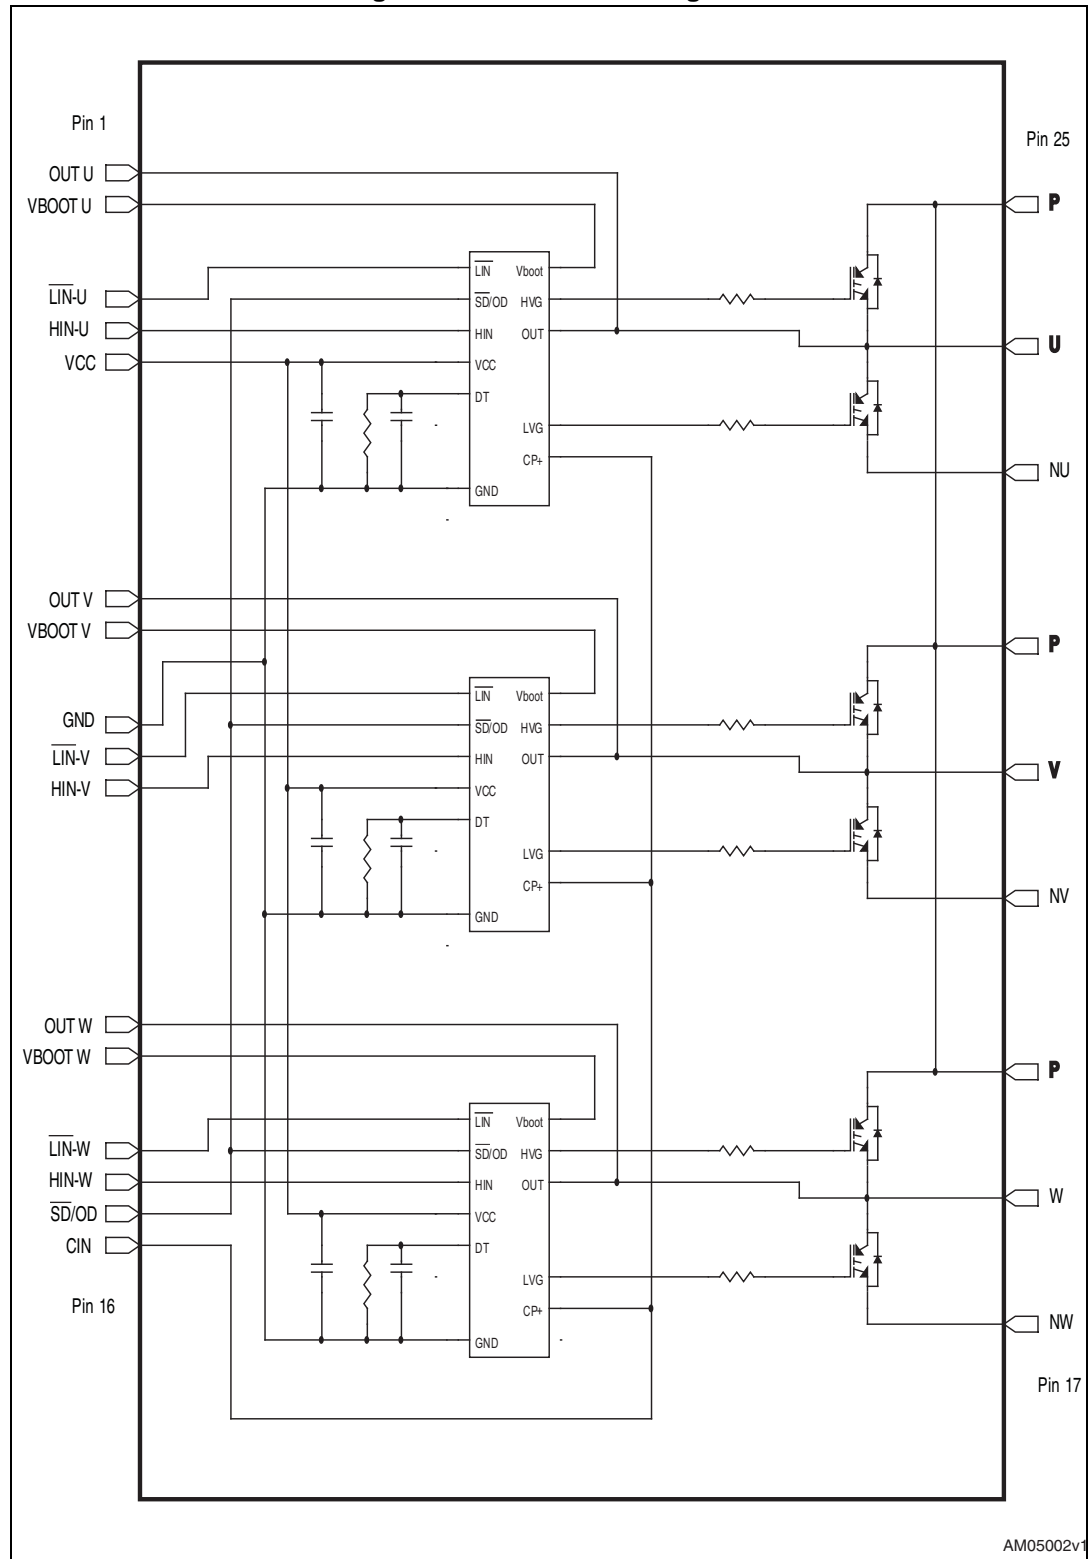 Pin 1
Pin 25
OUT U
VBOOT U
P
LIN
Vboot
LIN-U
SD/OD
HVG
HIN-U
HIN
OUT
U
VCC
VCC
DT
LVG
CP+
NU
GND
OUT V
VBOOT V
P
LIN
Vboot
GND
SD/OD
HVG
LIN-V
HIN
OUT
V
HIN-V
VCC
DT
LVG
CP+
NV
GND
OUT W
VBOOT W
P
LIN
Vboot
LIN-W
SD/OD
HVG
HIN-W
HIN
OUT
W
SD/OD
VCC
CIN
DT
LVG
Pin 16
CP+
NW
GND
Pin 17
AM05002v1